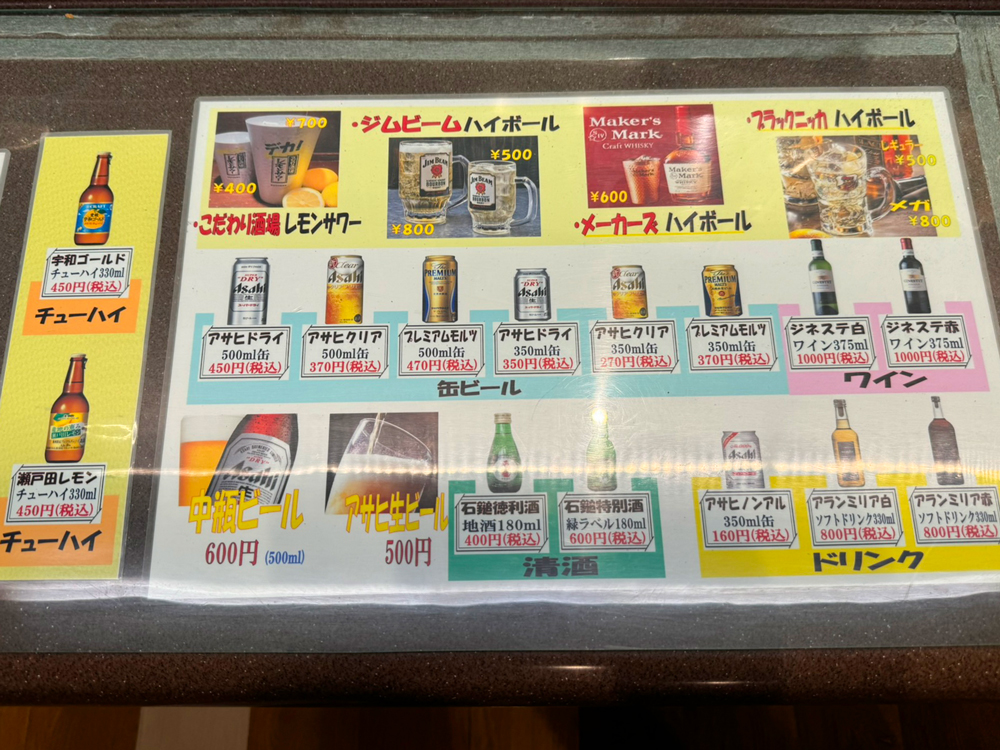 宇和ゴールド
チューハイ330ml
450円(税込)
チューハイ
瀬戸田レモン
チューハイ330ml
450円(税込)
チューハイ
¥700
デカ
¥400
・こだわり酒場 レモンサワー
・ジムビームハイボール
JIM BEAM
JIM BEAM
¥500
¥800
Maker's
Mark
Craft WHISKY
Maker's
Mark
¥600
・メーカーズ ハイボール
・ブラックニッカ ハイボール
レギュラー
¥500
メガ
¥800
アサヒドライ
500ml缶
450円(税込)
アサヒクリア
500ml缶
370円(税込)
プレミアムモルツ
500ml缶
470円(税込)
アサヒドライ
350ml缶
350円(税込)
アサヒクリア
350ml缶
270円(税込)
プレミアムモルツ
350ml缶
370円(税込)
缶ビール
ジネステ白
ワイン375ml
1000円(税込)
ジネステ赤
ワイン375ml
1000円(税込)
ワイン
Asahi
中瓶ビール
600円 (500ml)
アサヒ生ビール
500円
石鎚徳利酒
地酒180ml
400円(税込)
石鎚特別酒
緑ラベル180ml
600円(税込)
清酒
アサヒノンアル
350ml缶
160円(税込)
アランミリア白
ソフトドリンク330ml
800円(税込)
アランミリア赤
ソフトドリンク330ml
800円(税込)
ドリンク